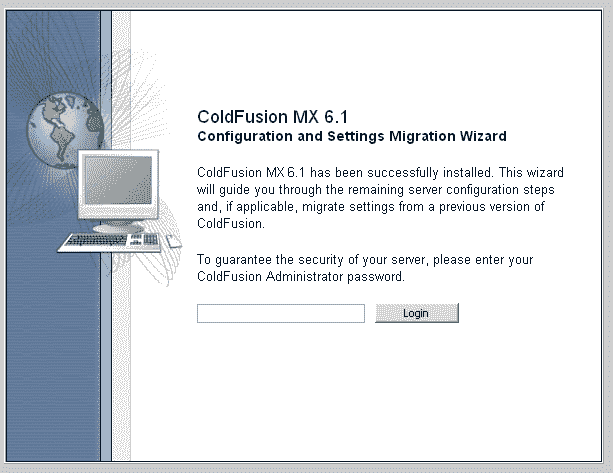 ColdFusion MX 6.1
Configuration and Settings Migration Wizard
ColdFusion MX 6.1 has been successfully installed. This wizard
will guide you through the remaining server configuration steps
and, if applicable, migrate settings from a previous version of
ColdFusion.
To guarantee the security of your server, please enter your
ColdFusion Administrator password.
Login